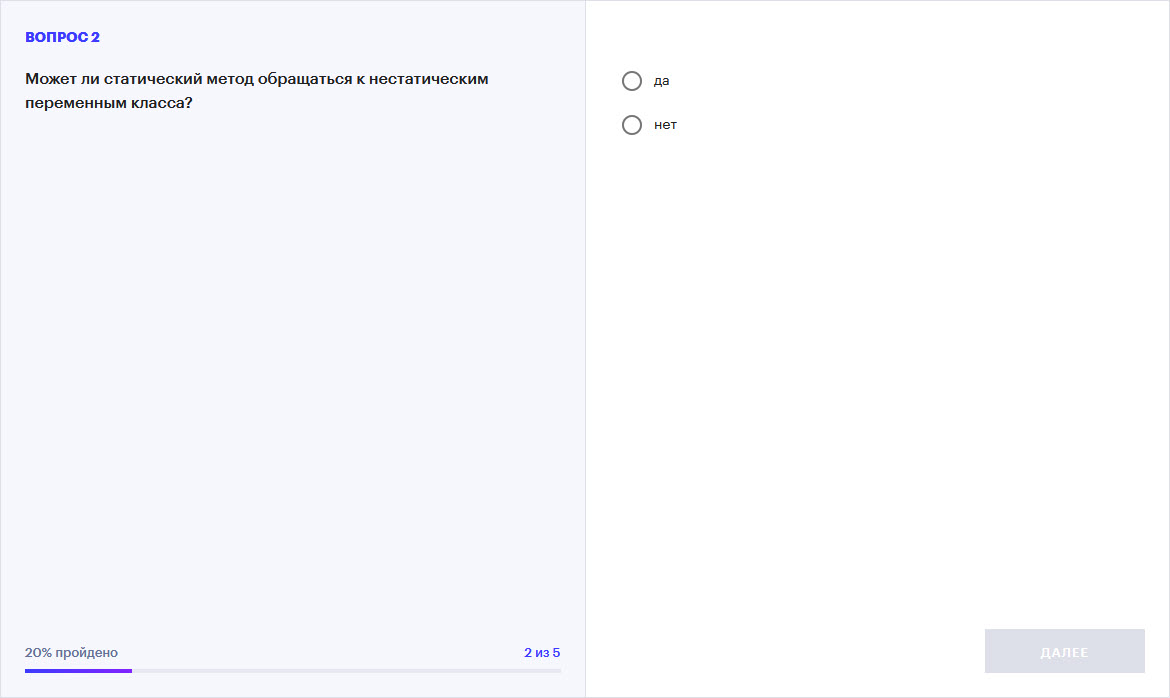 ВОПРОС 2
Может ли статический метод обращаться к нестатическим
переменным класса?
да
нет
20% пройдено
2 из 5
ДАЛЕЕ